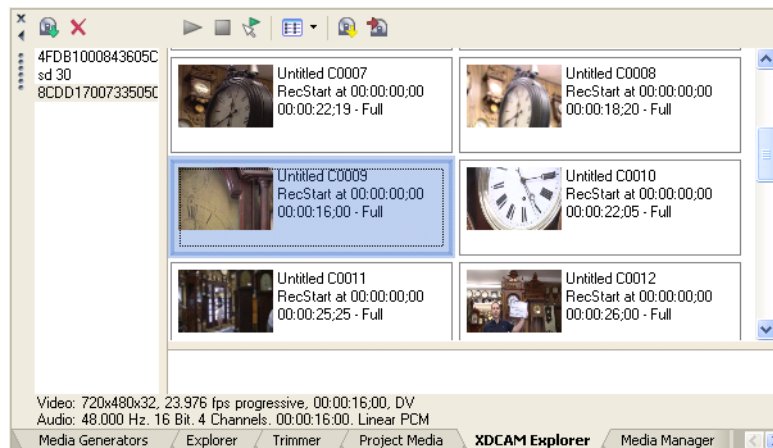 4FDB1000843605C
sd 30
8CDD17007335050
Untitled C0007
RecStart at 00:00:00;00
00:00:22;19 - Full
Untitled C0008
RecStart at 00:00:00;00
00:00:18;20 - Full
Untitled C0009
RecStart at 00:00:00;00
00:00:16;00 - Full
Untitled C0010
RecStart at 00:00:00;00
00:00:22;05 - Full
Untitled C0011
RecStart at 00:00:00;00
00:00:25;25 - Full
Untitled C0012
RecStart at 00:00:00;00
00:00:26;00 - Full
Video: 720x480x32, 23.976 fps progressive, 00:00:16;00, DV
Audio: 48.000 Hz. 16 Bit. 4 Channels. 00:00:16:00. Linear PCM
Media Generators
Explorer
Trimmer
Project Media
XDCAM Explorer
Media Manager